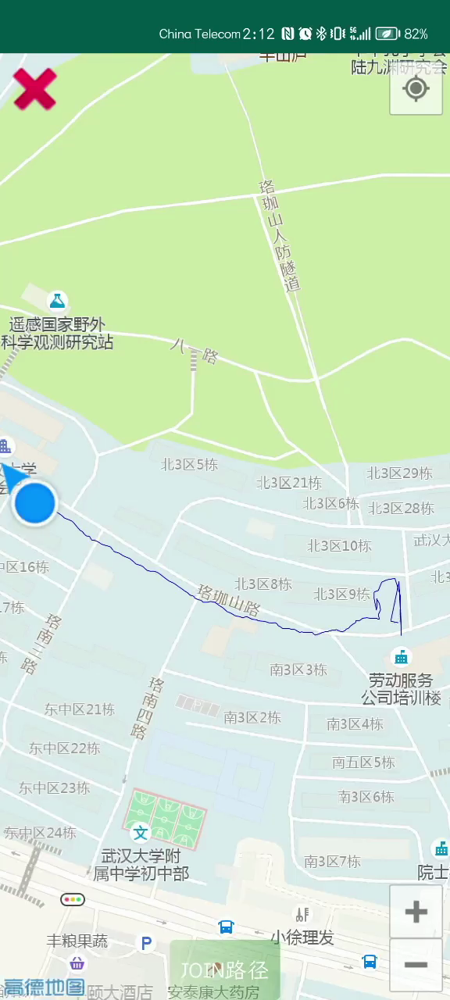 China Telecom 2:12 5G 82%
陆九渊研究会
珞珈山人防隧道
遥感国家野外
科学观测研究站
八一路
大学
北3区5栋
北3区29栋
北3区21栋
北3区6栋
北3区28栋
北3区10栋
武汉大
中区16栋
北3区8栋
北3
珞珈山路
北3区9栋
17栋
珞南三路
南3区3栋
劳动服务
公司培训楼
珞南四路
东中区21栋
南3区2栋
南3区4栋
东中区22栋
南五区5栋
东中区23栋
南3区6栋
东中区24栋
文
武汉大学附
属中学初中部
南3区7栋
院士
小徐理发
丰粮果蔬
P
JOIN路径
高德地图
颐大酒店
安泰康大药房